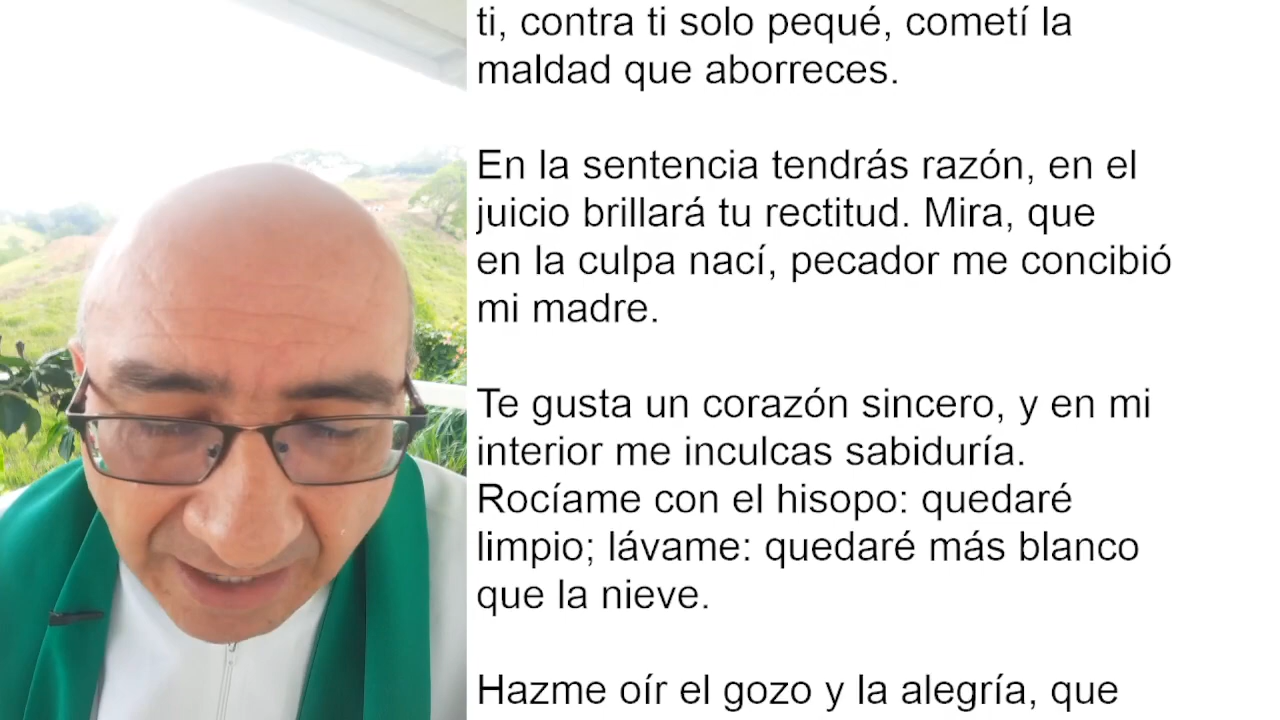 ti, contra ti solo pequé, cometí la
maldad que aborreces.
En la sentencia tendrás razón, en el
juicio brillará tu rectitud. Mira, que
en la culpa nací, pecador me concibió
mi madre.
Te gusta un corazón sincero, y en mi
interior me inculcas sabiduría.
Rocíame con el hisopo: quedaré
limpio; lávame: quedaré más blanco
que la nieve.
Hazme oír el gozo y la alegría, que